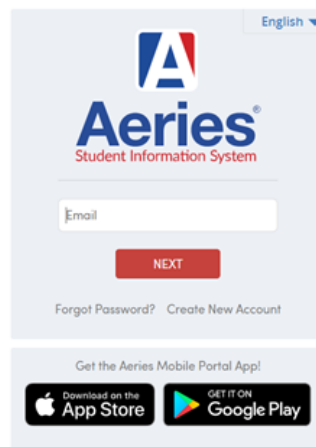 English
Aeries®
Student Information System
Email
NEXT
Forgot Password? Create New Account
Get the Aeries Mobile Portal App!
Download on the
App Store
GET IT ON
Google Play